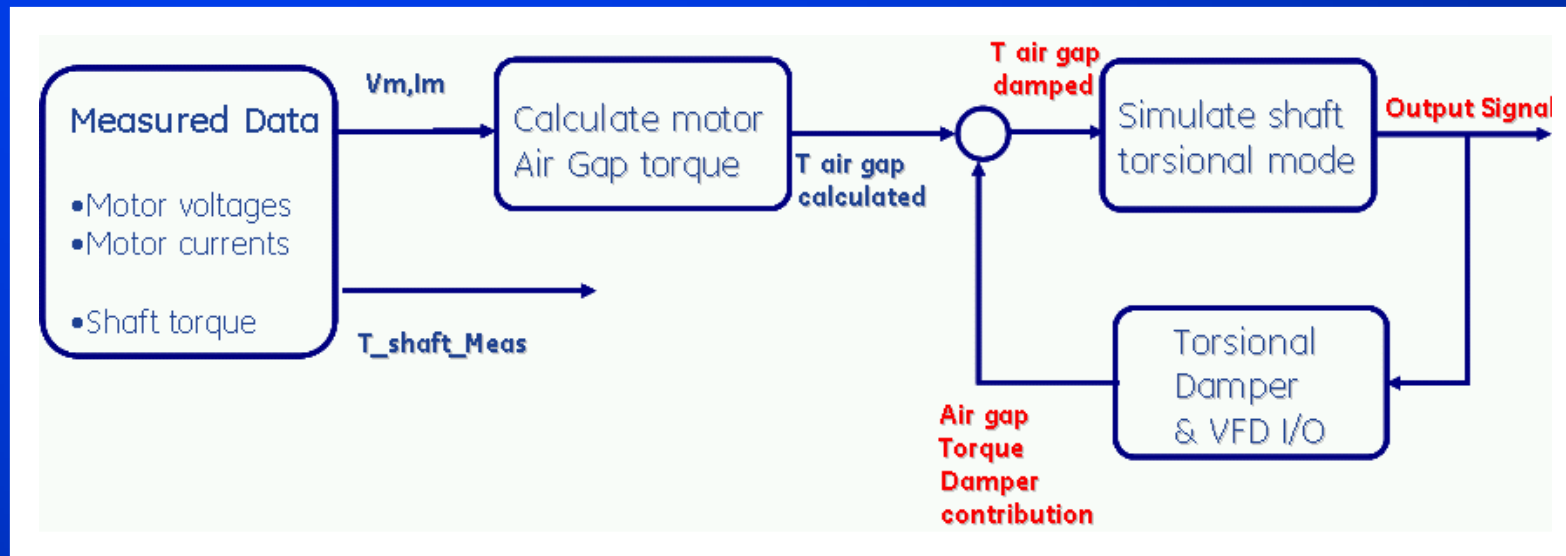 Measured Data
•Motor voltages
•Motor currents
•Shaft torque
Vm,Im
T_shaft_Meas
Calculate motor
Air Gap torque
T air gap
calculated
T air gap
damped
Simulate shaft
torsional mode
Output Signal
Torsional
Damper
& VFD I/O
Air gap
Torque
Damper
contribution